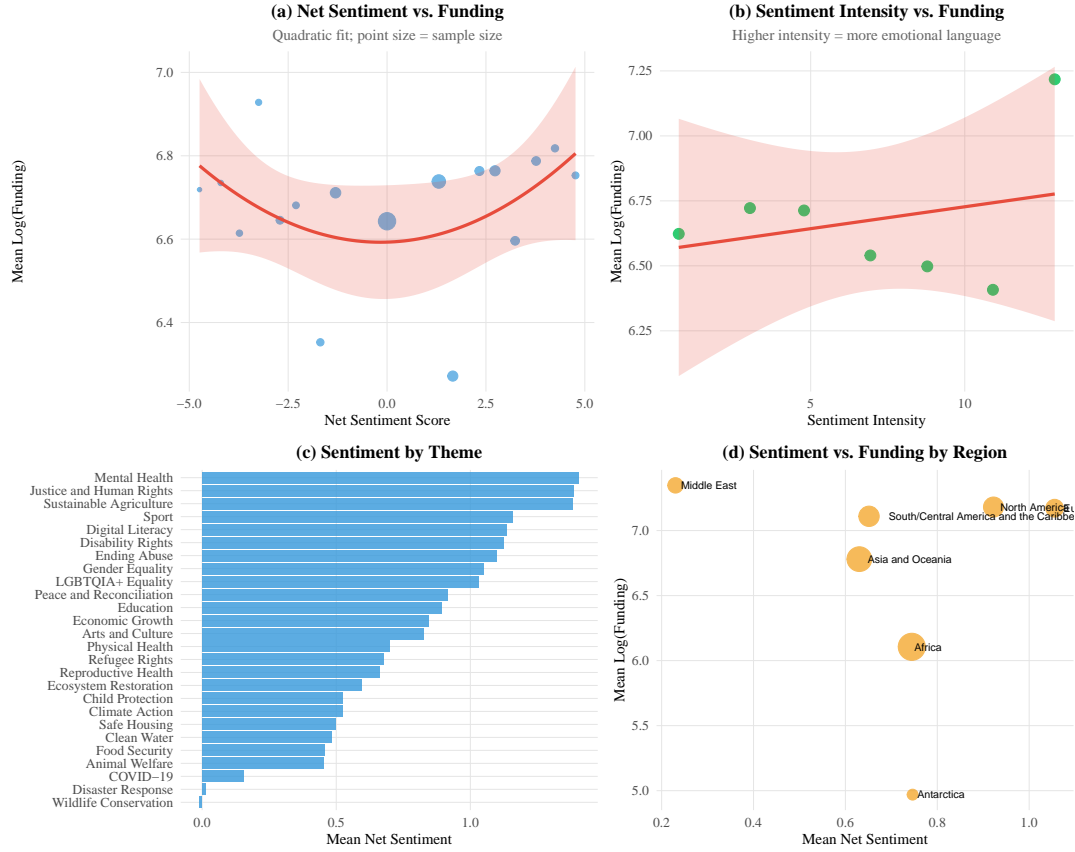 (a) Net Sentiment vs. Funding
Quadratic fit; point size = sample size
7.0
6.8
6.6
6.4
Mean Log(Funding)
−5.0
−2.5
0.0
2.5
5.0
Net Sentiment Score
(b) Sentiment Intensity vs. Funding
Higher intensity = more emotional language
7.25
7.00
6.75
6.50
6.25
Mean Log(Funding)
5
10
Sentiment Intensity
(c) Sentiment by Theme
Mental Health
Justice and Human Rights
Sustainable Agriculture
Sport
Digital Literacy
Disability Rights
Ending Abuse
Gender Equality
LGBTQIA+ Equality
Peace and Reconciliation
Education
Economic Growth
Arts and Culture
Physical Health
Refugee Rights
Reproductive Health
Ecosystem Restoration
Child Protection
Climate Action
Safe Housing
Clean Water
Food Security
Animal Welfare
COVID−19
Disaster Response
Wildlife Conservation
0.0
0.5
1.0
Mean Net Sentiment
(d) Sentiment vs. Funding by Region
Middle East
North America
Eu
South/Central America and the Caribbe
Asia and Oceania
Africa
Antarctica
7.0
6.5
6.0
5.5
5.0
Mean Log(Funding)
0.2
0.4
0.6
0.8
1.0
Mean Net Sentiment